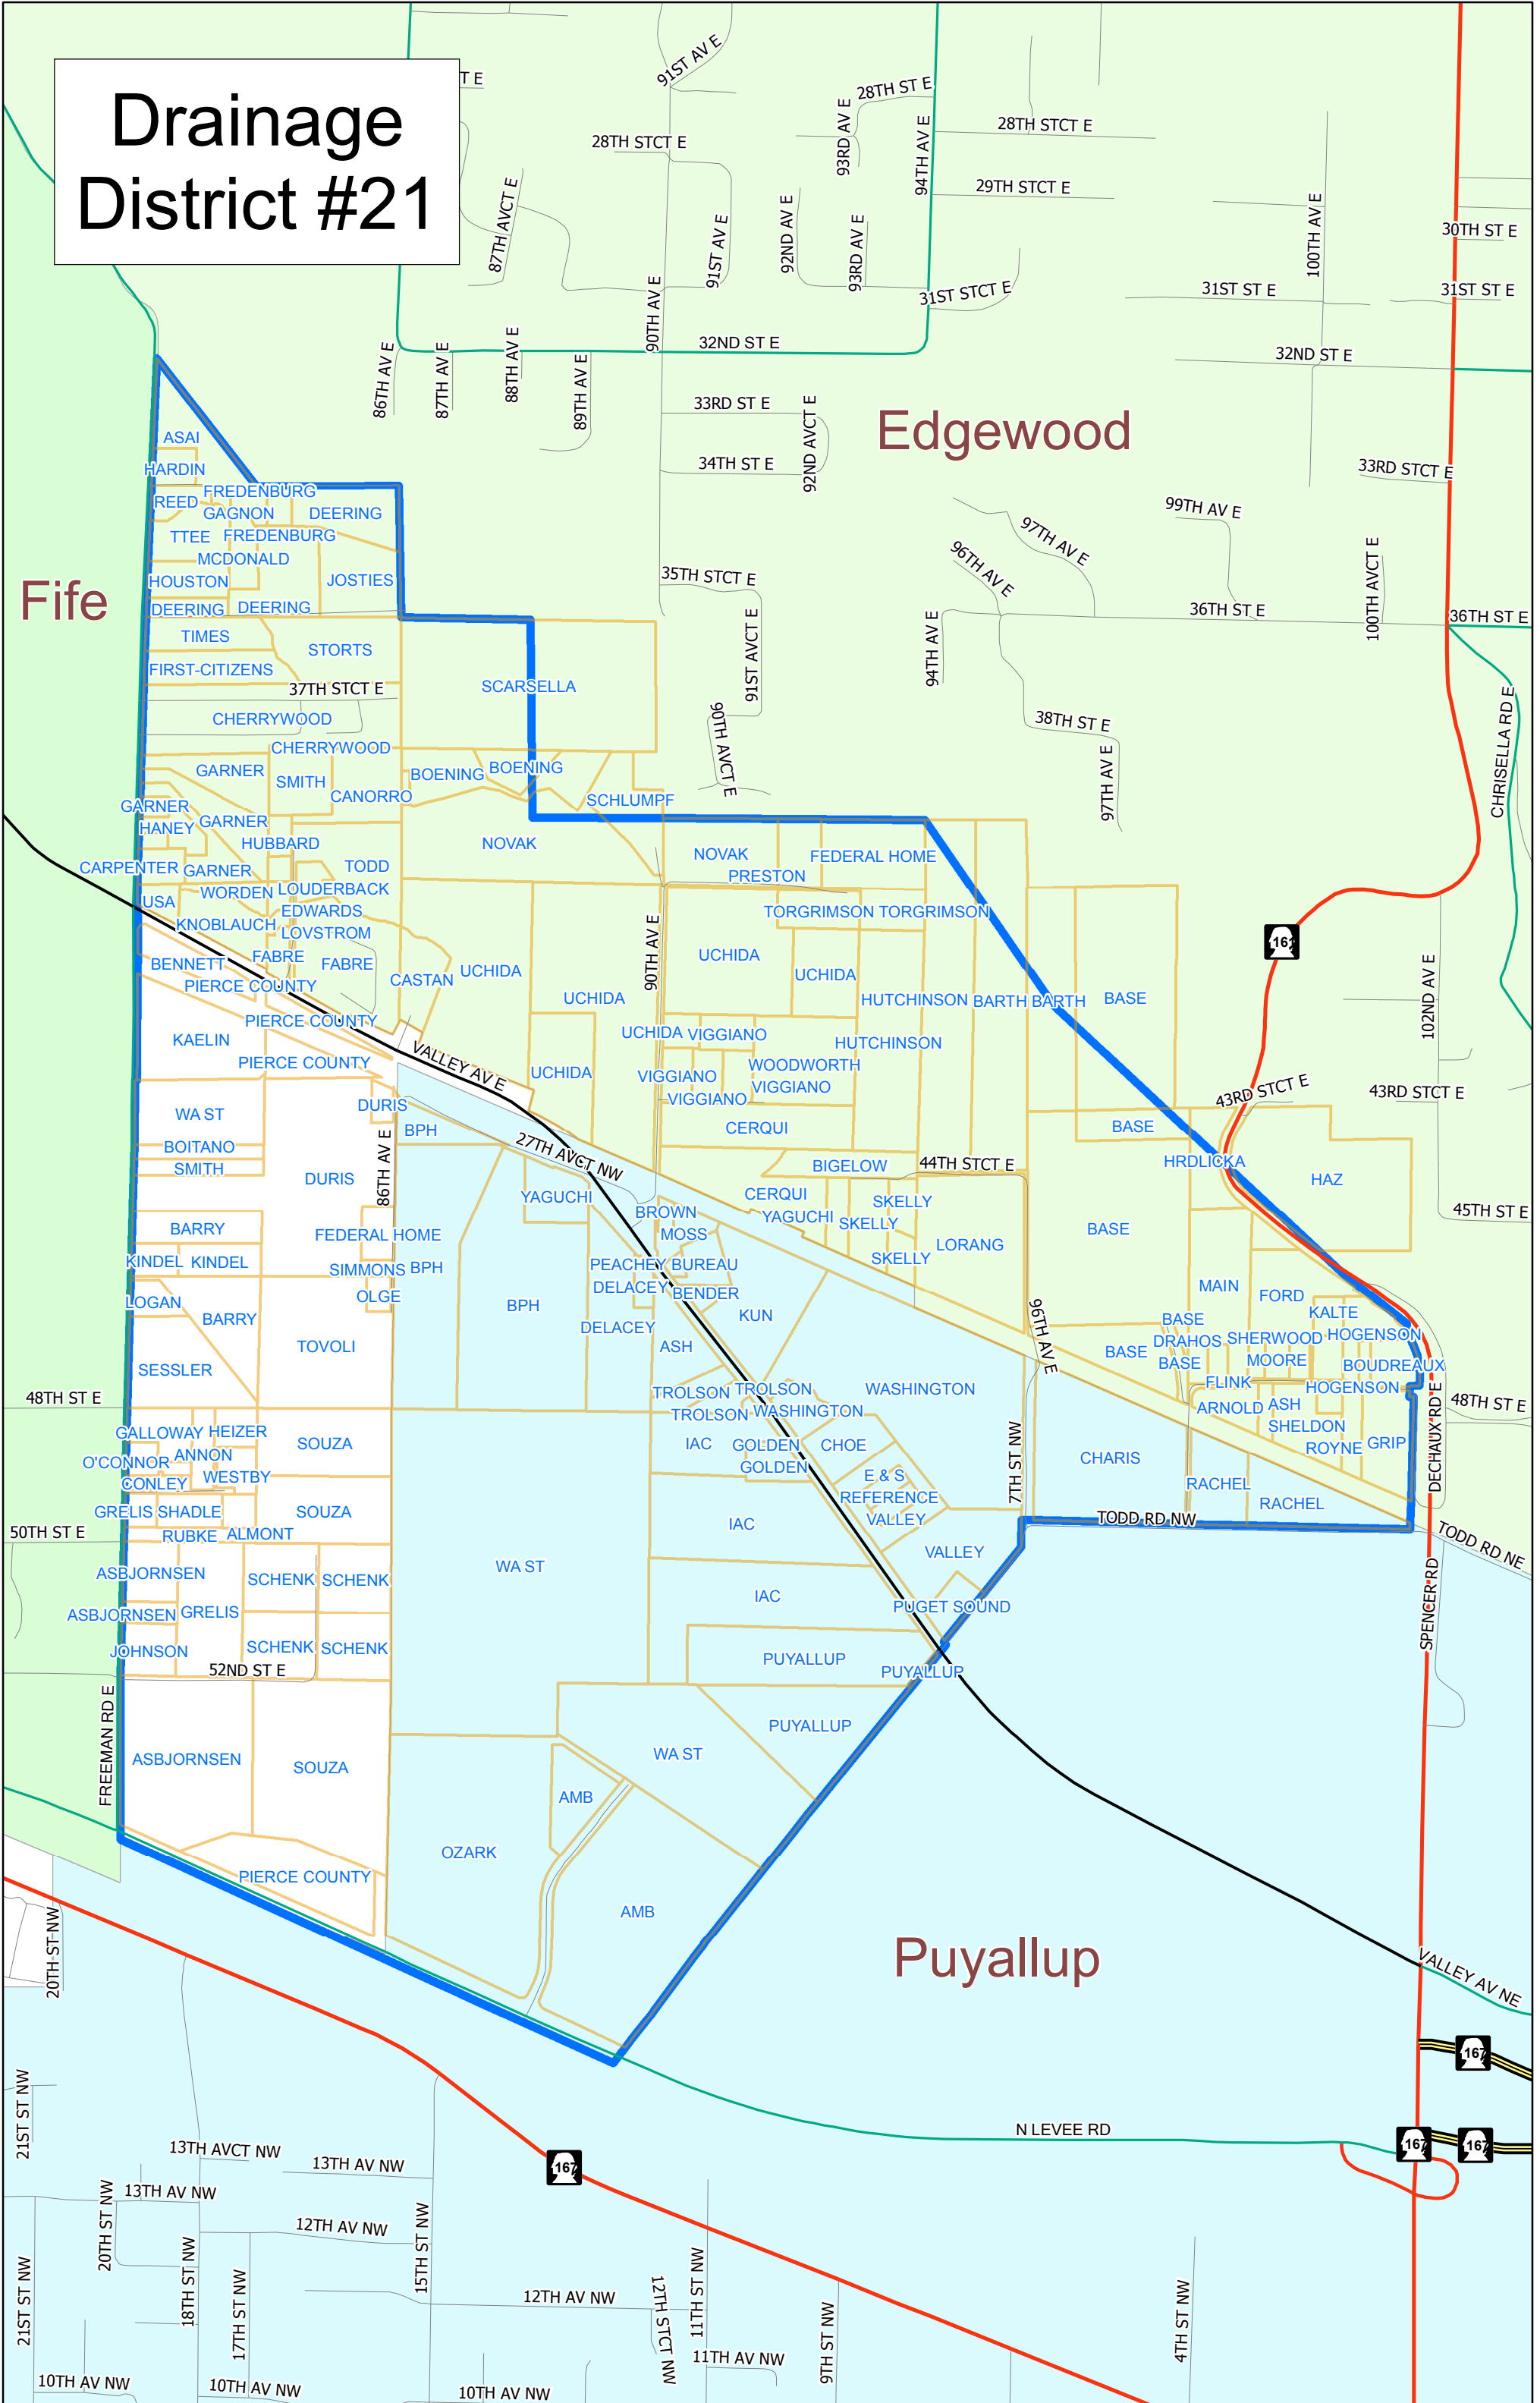 Drainage
District #21
T E
91ST AV E
28TH ST E
93RD AV E
94TH AV E
28TH STCT E
28TH STCT E
87TH AVCT E
29TH STCT E
91ST AV E
92ND AV E
93RD AV E
100TH AV E
30TH ST E
90TH AV E
31ST STCT E
31ST ST E
31ST ST E
86TH AV E
87TH AV E
88TH AV E
89TH AV E
32ND ST E
32ND ST E
33RD ST E
92ND AVCT E
Edgewood
34TH ST E
33RD STCT E
99TH AV E
97TH AV E
96TH AV E
100TH AVCT E
35TH STCT E
91ST AVCT E
94TH AV E
36TH ST E
36TH ST E
Fife
ASAI
HARDIN
FREDENBURG
REED
GAGNON
DEERING
TTEE
FREDENBURG
MCDONALD
HOUSTON
JOSTIES
DEERING
DEERING
TIMES
STORTS
FIRST-CITIZENS
37TH STCT E
SCARSELLA
CHERRYWOOD
90TH AVCT E
38TH ST E
97TH AV E
CHRISELLA RD E
CHERRYWOOD
GARNER
SMITH
BOENING
BOENING
CANORRO
SCHLUMPF
GARNER
HANEY
GARNER
HUBBARD
NOVAK
NOVAK
FEDERAL HOME
CARPENTER
GARNER
TODD
PRESTON
WORDEN
LOUDERBACK
USA
EDWARDS
TORGRIMSON
TORGRIMSON
KNOBLAUCH
LOVSTROM
161
BENNETT
FABRE
FABRE
CASTAN
UCHIDA
90TH AV E
UCHIDA
UCHIDA
102ND AV E
PIERCE COUNTY
UCHIDA
HUTCHINSON
BARTH
BARTH
BASE
PIERCE COUNTY
KAELIN
UCHIDA
VIGGIANO
HUTCHINSON
PIERCE COUNTY
VALLEY AV E
UCHIDA
VIGGIANO
WOODWORTH
VIGGIANO
VIGGIANO
43RD STCT E
43RD STCT E
DURIS
WA ST
BPH
CERQUI
BASE
BOITANO
SMITH
86TH AV E
27TH AVCT NW
BIGELOW
44TH STCT E
HRDLICKA
HAZ
DURIS
YAGUCHI
BROWN
CERQUI
SKELLY
YAGUCHI
SKELLY
45TH ST E
BARRY
FEDERAL HOME
MOSS
BASE
LORANG
SKELLY
KINDEL
KINDEL
SIMMONS
BPH
PEACHEY
BUREAU
DELACEY
BENDER
MAIN
FORD
LOGAN
OLGE
BPH
KUN
96TH AV E
KALTE
BARRY
DELACEY
BASE
DRAHOS
SHERWOOD
HOGENSON
TOVOLI
ASH
BASE
BASE
MOORE
BOUDREAUX
SESSLER
FLINK
HOGENSON
TROLSON
TROLSON
WASHINGTON
48TH ST E
48TH ST E
TROLSON
WASHINGTON
ARNOLD
ASH
DECHAUX RD E
GALLOWAY
HEIZER
SOUZA
IAC
GOLDEN
CHOE
SHELDON
ROYNE
GRIP
O'CONNOR
ANNON
CONLEY
WESTBY
GOLDEN
7TH ST NW
CHARIS
E & S
REFERENCE
RACHEL
RACHEL
GRELIS
SHADLE
SOUZA
VALLEY
TODD RD NW
50TH ST E
RUBKE
ALMONT
IAC
TODD RD NE
VALLEY
ASBJORNSEN
SCHENK
SCHENK
WA ST
IAC
PUGET SOUND
SPENCER RD
ASBJORNSEN
GRELIS
JOHNSON
SCHENK
SCHENK
52ND ST E
PUYALLUP
PUYALLUP
FREEMAN RD E
ASBJORNSEN
SOUZA
WA ST
PUYALLUP
AMB
OZARK
PIERCE COUNTY
AMB
20TH ST NW
Puyallup
VALLEY AV NE
167
21ST ST NW
N LEVEE RD
167
167
13TH AVCT NW
13TH AV NW
167
13TH AV NW
20TH ST NW
12TH AV NW
15TH ST NW
18TH ST NW
17TH ST NW
21ST ST NW
12TH AV NW
12TH STCT NW
11TH ST NW
9TH ST NW
4TH ST NW
11TH AV NW
10TH AV NW
10TH AV NW
10TH AV NW